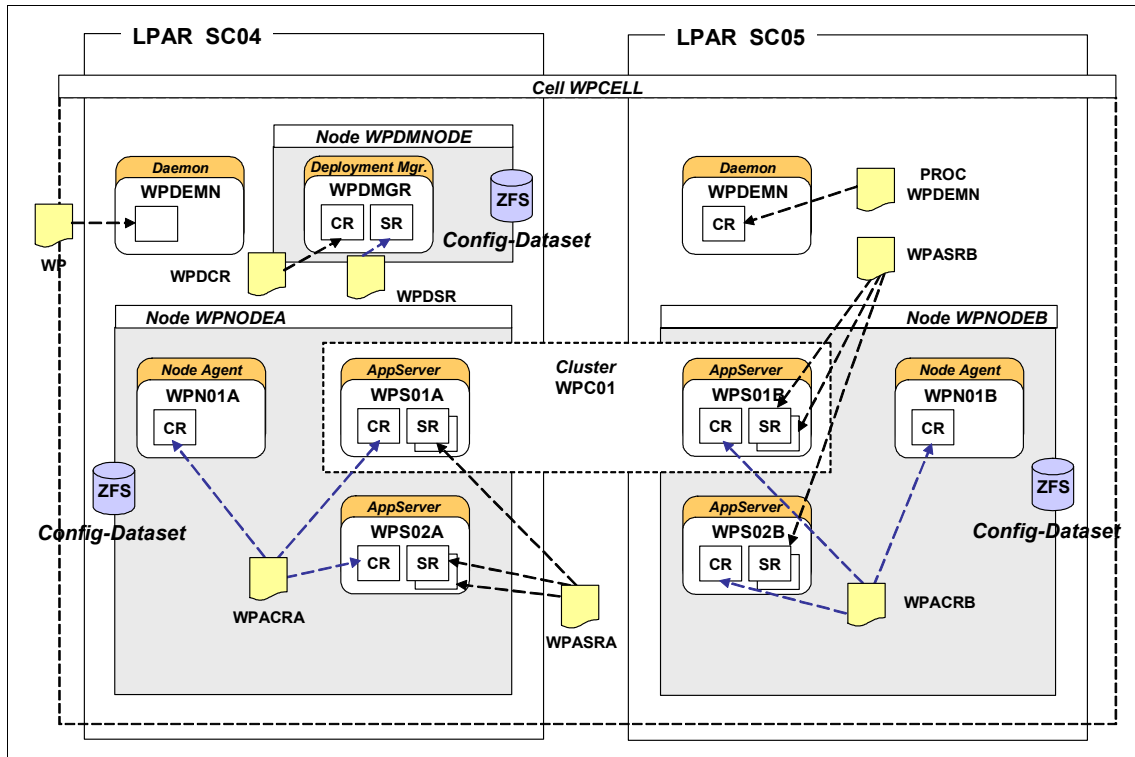 LPAR SC04
LPAR SC05
Cell WPCELL
Node WPDMNODE
Daemon
WPDEMN
Deployment Mgr.
WPDMGR
CR
SR
ZFS
Config-Dataset
WP
WPDCR
WPDSR
Daemon
WPDEMN
CR
PROC
WPDEMN
WPASRB
Node WPNODEA
Node WPNODEB
Node Agent
WPN01A
CR
AppServer
WPS01A
CR
SR
Cluster
WPC01
AppServer
WPS01B
CR
SR
Node Agent
WPN01B
CR
ZFS
Config-Dataset
AppServer
WPS02A
CR
SR
WPACRA
WPASRA
AppServer
WPS02B
CR
SR
WPACRB
ZFS
Config-Dataset